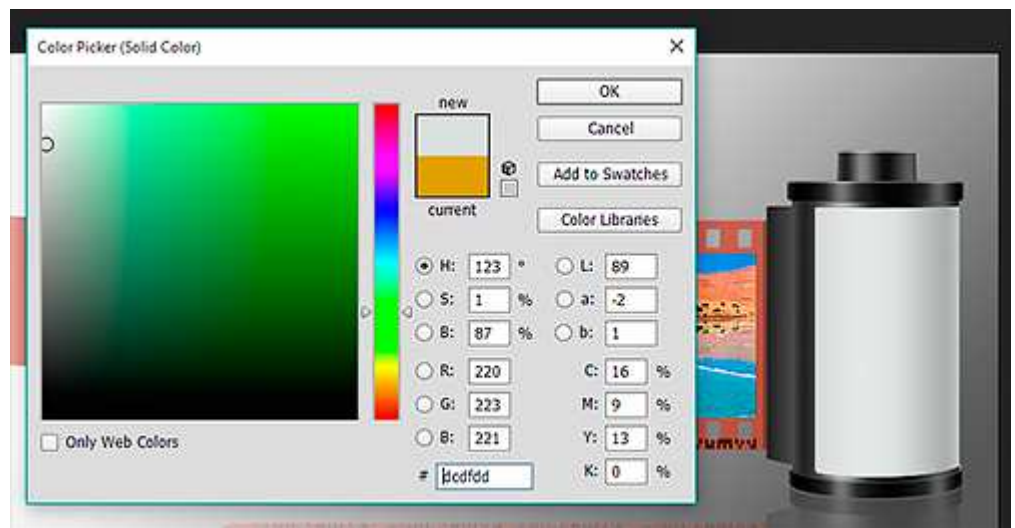 Color Picker (Solid Color)
new
OK
Cancel
Add to Swatches
current
Color Libraries
H: 123 °
L: 89
S: 1 %
a: -2
B: 87 %
b: 1
R: 220
C: 16 %
G: 223
M: 9 %
B: 221
Y: 13 %
Only Web Colors
# dcdfdd
K: 0 %